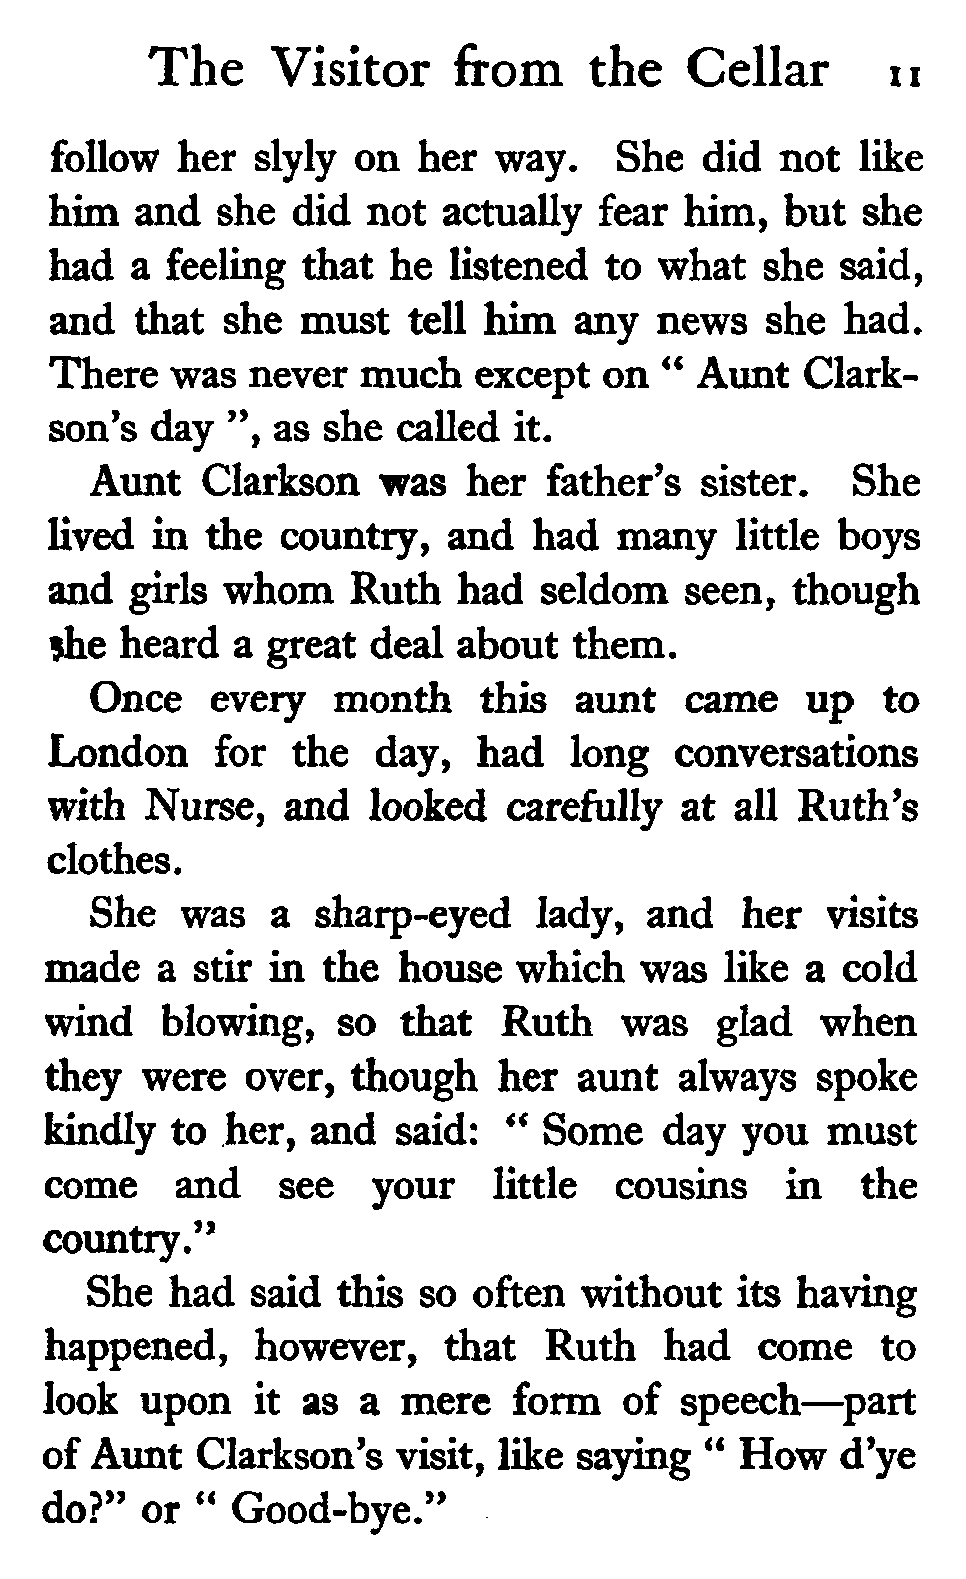 The Visitor from the Cellar 11
follow her slyly on her way. She did not like
him and she did not actually fear him, but she
had a feeling that he listened to what she said,
and that she must tell him any news she had.
There was never much except on “ Aunt Clark-
son’s day ”, as she called it.
Aunt Clarkson was her father’s sister. She
lived in the country, and had many little boys
and girls whom Ruth had seldom seen, though
she heard a great deal about them.
Once every month this aunt came up to
London for the day, had long conversations
with Nurse, and looked carefully at all Ruth’s
clothes.
She was a sharp-eyed lady, and her visits
made a stir in the house which was like a cold
wind blowing, so that Ruth was glad when
they were over, though her aunt always spoke
kindly to her, and said: “ Some day you must
come and see your little cousins in the
country.”
She had said this so often without its having
happened, however, that Ruth had come to
look upon it as a mere form of speech—part
of Aunt Clarkson’s visit, like saying “ How d’ye
do?” or “ Good-bye.”